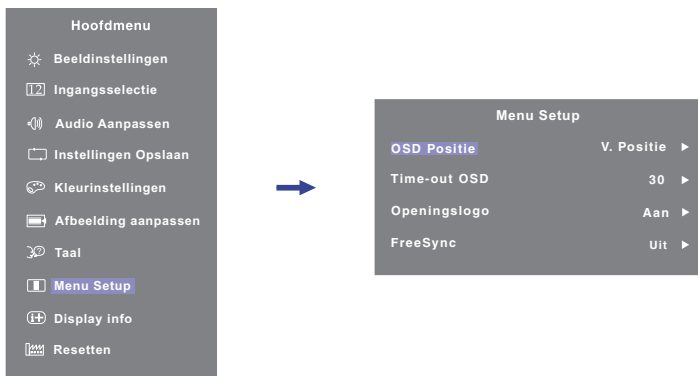 Hoofdmenu
Beeldinstellingen
12 Ingangsselectie
Audio Aanpassen
Instellingen Opslaan
Kleurinstellingen
Afbeelding aanpassen
Taal
Menu Setup
Display info
Resetten
Menu Setup
OSD Positie V. Positie
Time-out OSD 30
Openingslogo Aan
FreeSync Uit